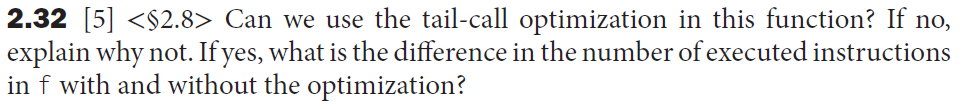 2.32 [5] <§2.8> Can we use the tail-call optimization in this function? If no,
explain why not. If yes, what is the difference in the number of executed instructions
in f with and without the optimization?